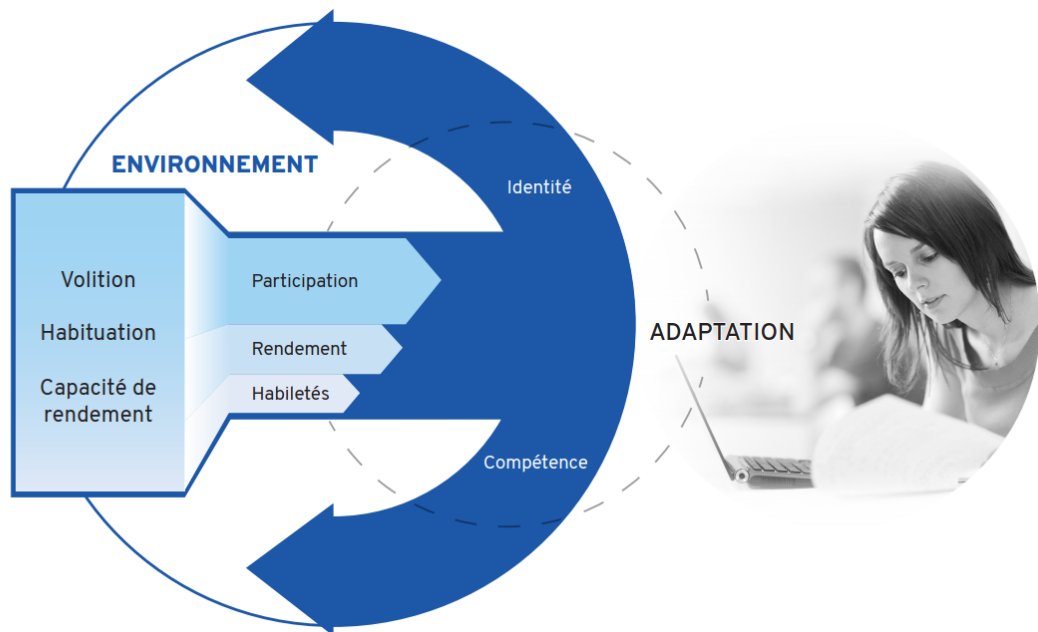 ENVIRONNEMENT
Identité
Volition
Habituation
Capacité de
rendement
Participation
Rendement
Habiletés
ADAPTATION
Compétence